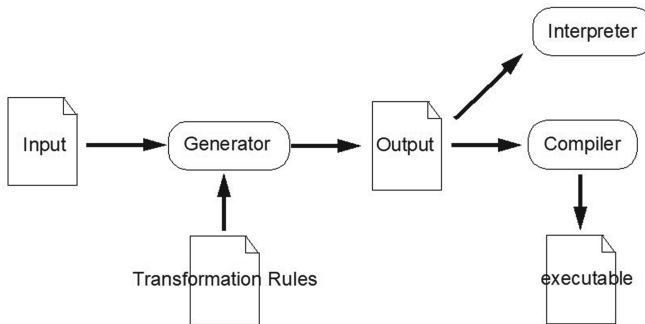 Interpreter
Input
Generator
Output
Compiler
Transformation Rules
executable